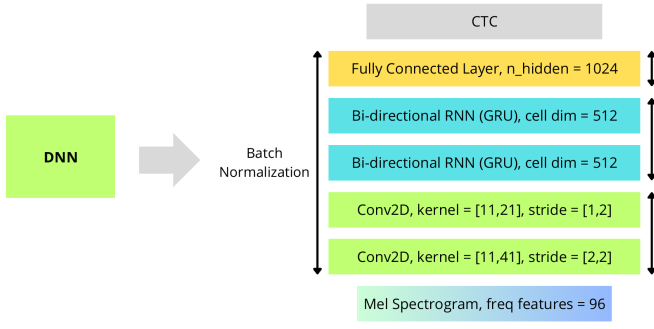 CTC
Fully Connected Layer, n_hidden = 1024
Bi-directional RNN (GRU), cell dim = 512
DNN
Batch
Normalization
Bi-directional RNN (GRU), cell dim = 512
Conv2D, kernel = [11,21], stride = [1,2]
Conv2D, kernel = [11,41], stride = [2,2]
Mel Spectrogram, freq features = 96